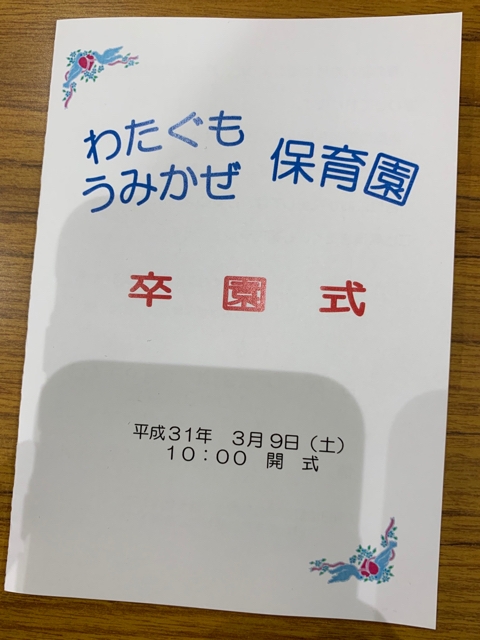 わたぐも
うみかぜ 保育園
卒 園 式
平成31年 3月9日（土）
10：00 開 式